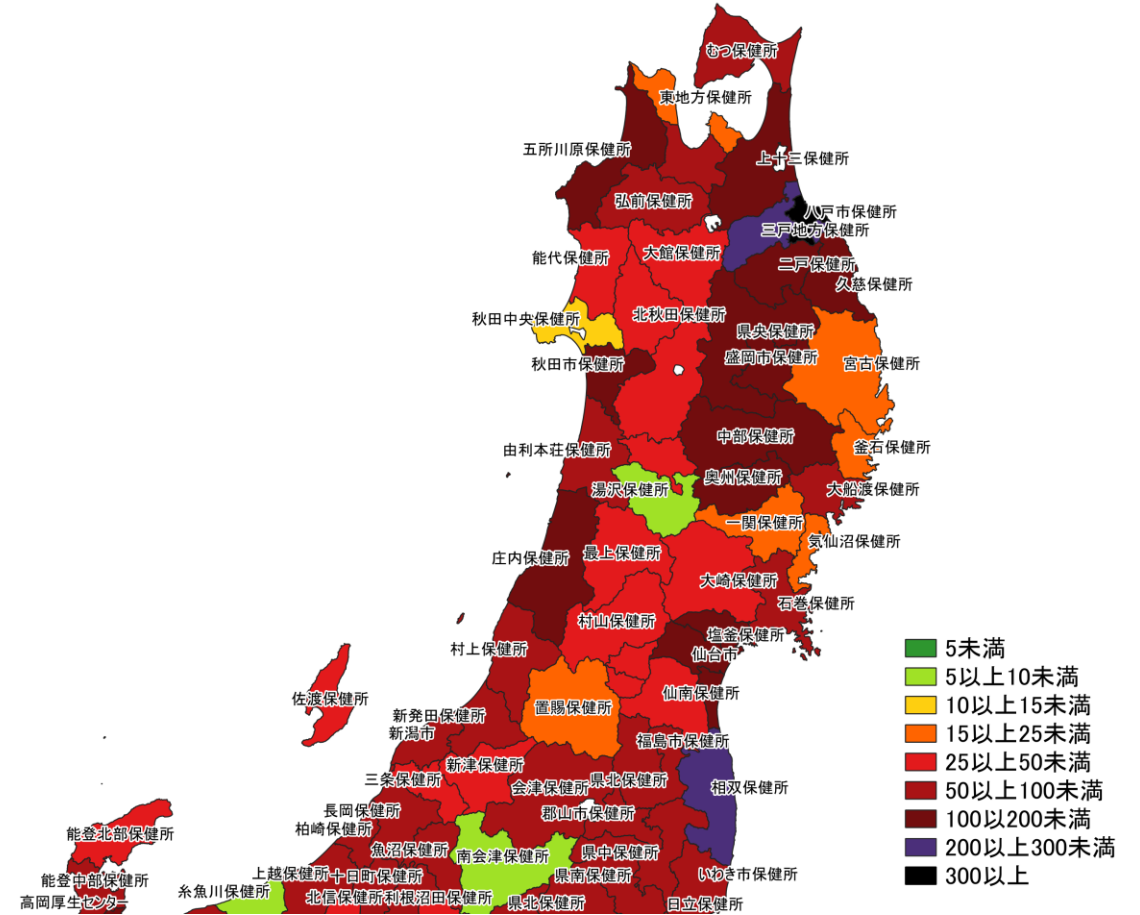 むつ保健所
東地方保健所
五所川原保健所
上十三保健所
弘前保健所
八戸市保健所
三戸地方保健所
大館保健所
能代保健所
二戸保健所
久慈保健所
北秋田保健所
秋田中央保健所
県央保健所
盛岡市保健所
秋田市保健所
宮古保健所
中部保健所
釜石保健所
由利本荘保健所
奥州保健所
湯沢保健所
大船渡保健所
一関保健所
気仙沼保健所
最上保健所
庄内保健所
大崎保健所
石巻保健所
村山保健所
塩釜保健所
仙台市
村上保健所
仙南保健所
佐渡保健所
置賜保健所
新発田保健所
新潟市
福島市保健所
新津保健所
三条保健所
会津保健所
県北保健所
相双保健所
長岡保健所
郡山市保健所
柏崎保健所
能登北部保健所
魚沼保健所
南会津保健所
県中保健所
上越保健所
十日町保健所
県南保健所
いわき市保健所
能登中部保健所
糸魚川保健所
北信保健所
利根沼田保健所
県北保健所
日立保健所
高岡厚生センター
5未満
5以上10未満
10以上15未満
15以上25未満
25以上50未満
50以上100未満
100以200未満
200以上300未満
300以上